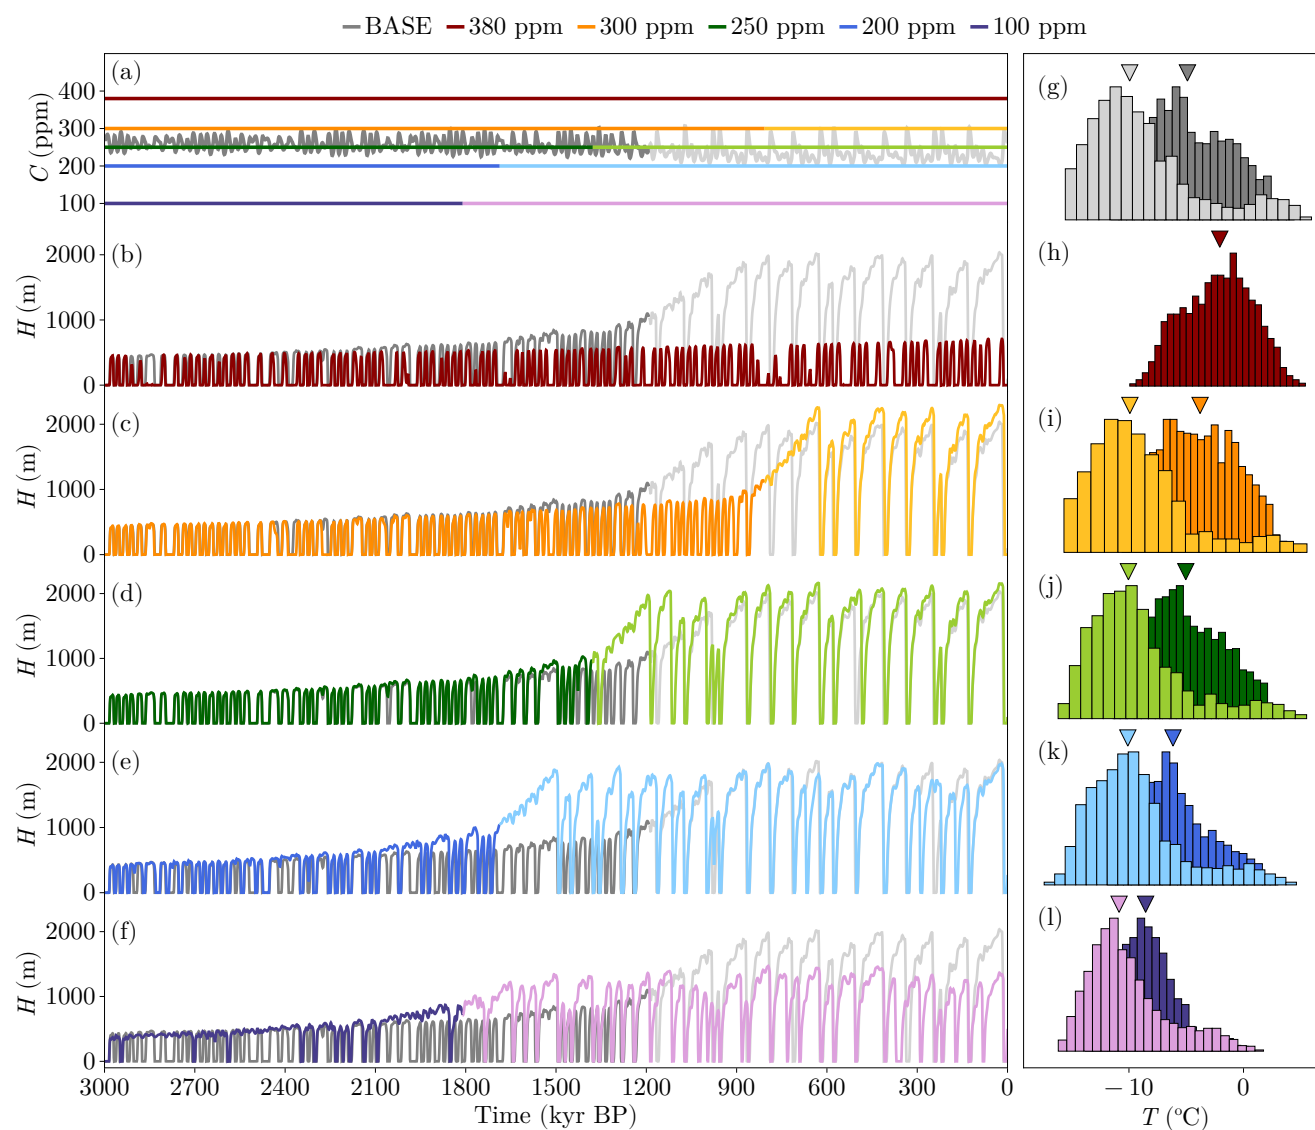 BASE 380 ppm 300 ppm 250 ppm 200 ppm 100 ppm
(a)
C (ppm)
400
300
200
100
(b)
H (m)
2000
1000
0
(c)
H (m)
2000
1000
0
(d)
H (m)
2000
1000
0
(e)
H (m)
2000
1000
0
(f)
H (m)
2000
1000
0
3000 2700 2400 2100 1800 1500 1200 900 600 300 0
Time (kyr BP)
(g)
(h)
(i)
(j)
(k)
(l)
−10 0
T (°C)